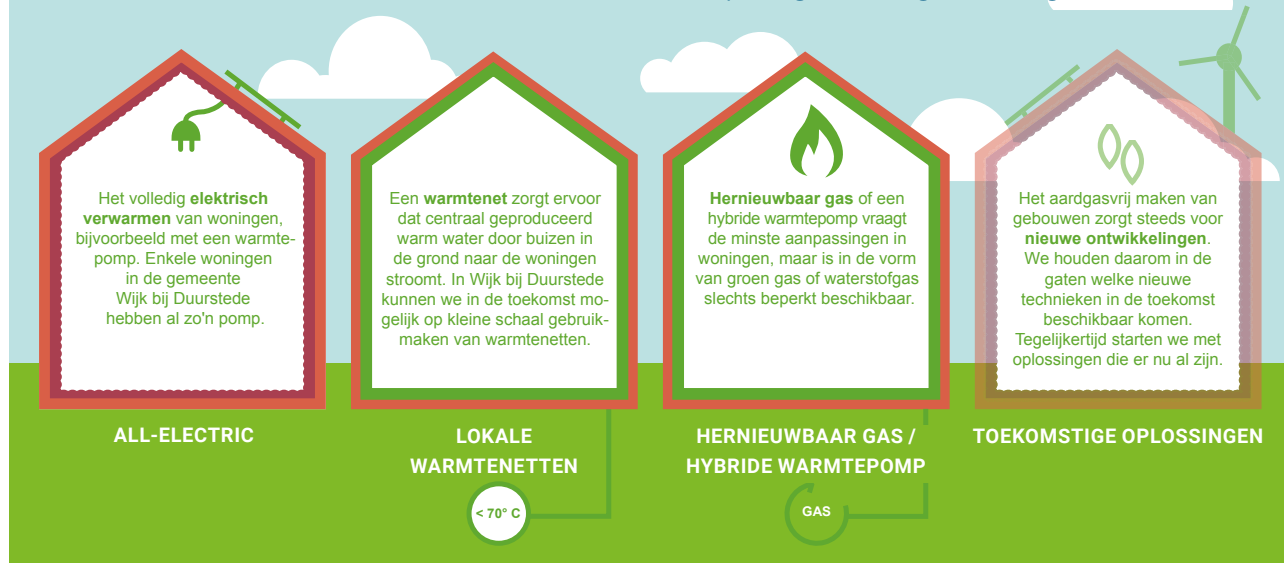 Het volledig elektrisch
verwarmen van woningen,
bijvoorbeeld met een warmte-
pomp. Enkele woningen
in de gemeente
Wijk bij Duurstede
hebben al zo'n pomp.
ALL-ELECTRIC
Een warmtenet zorgt ervoor
dat centraal geproduceerd
warm water door buizen in
de grond naar de woningen
stroomt. In Wijk bij Duurstede
kunnen we in de toekomst mo-
gelijk op kleine schaal gebruik-
maken van warmtenetten.
LOKALE
WARMTENETTEN
< 70° C
Hernieuwbaar gas of een
hybride warmtepomp vraagt
de minste aanpassingen in
woningen, maar is in de vorm
van groen gas of waterstofgas
slechts beperkt beschikbaar.
HERNIEUWBAAR GAS /
HYBRIDE WARMTEPOMP
GAS
Het aardgasvrij maken van
gebouwen zorgt steeds voor
nieuwe ontwikkelingen.
We houden daarom in de
gaten welke nieuwe
technieken in de toekomst
beschikbaar komen.
Tegelijkertijd starten we met
oplossingen die er nu al zijn.
TOEKOMSTIGE OPLOSSINGEN